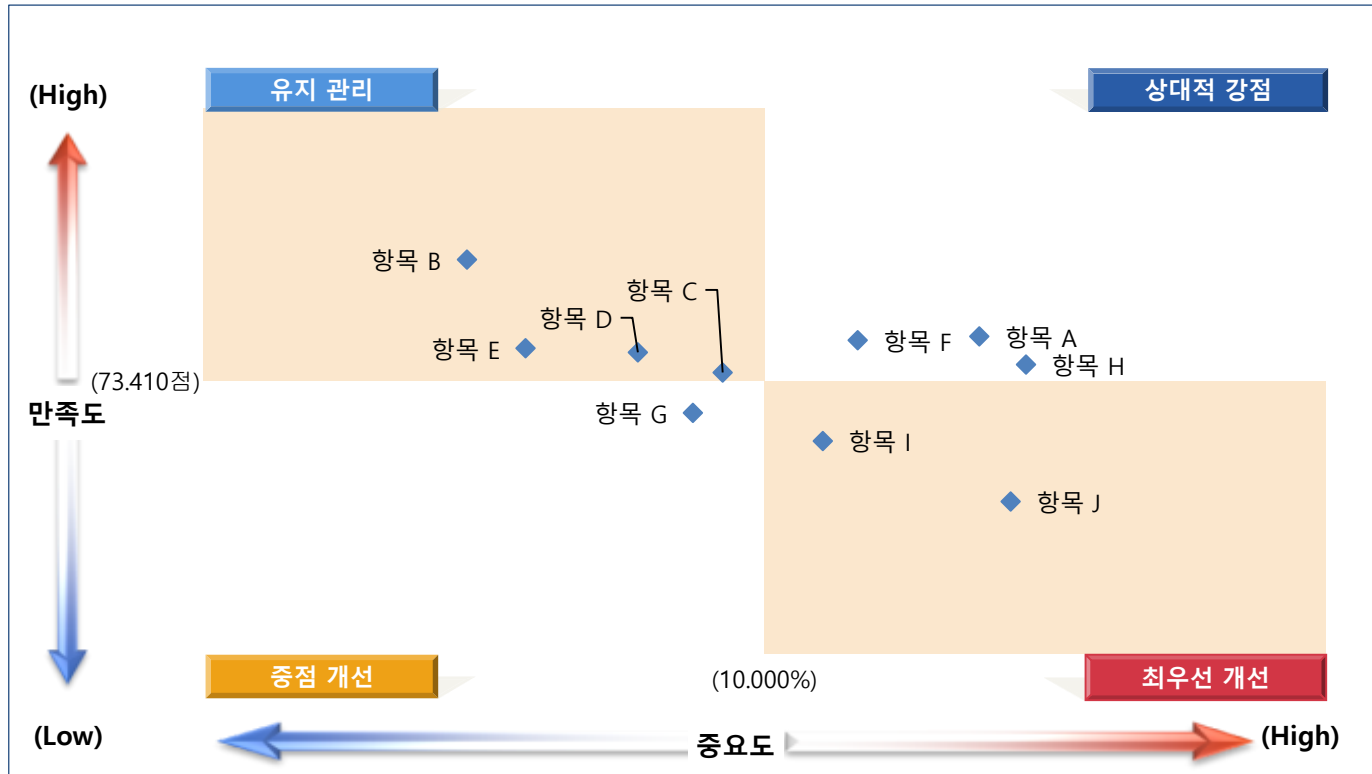 유지 관리
상대적 강점
(High)
항목 B
항목 C
항목 D
항목 E
항목 F
항목 A
항목 H
(73.410점)
만족도
항목 G
항목 I
항목 J
중점 개선
(10.000%)
최우선 개선
(Low)
중요도
(High)